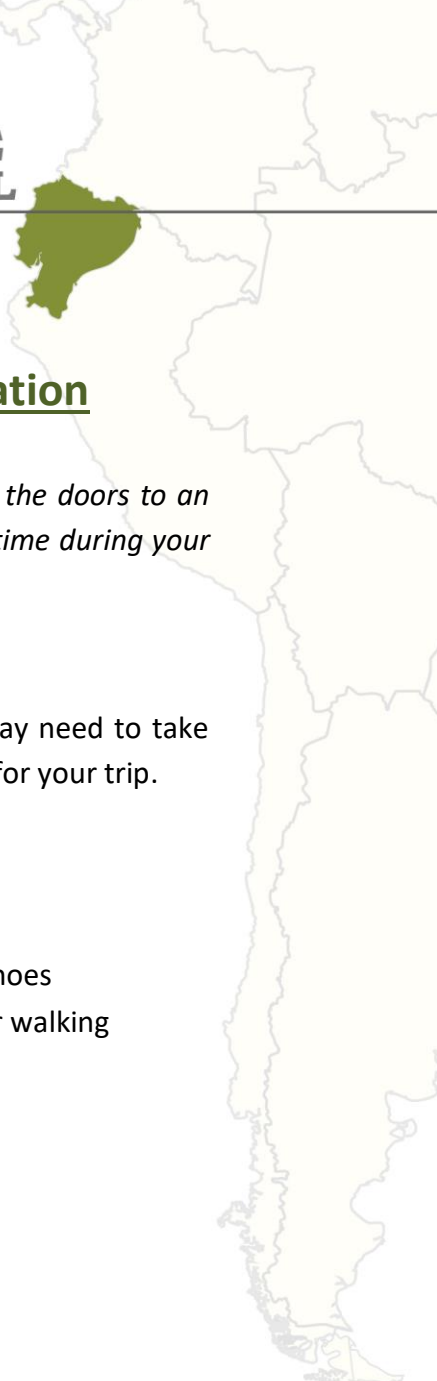 ation
the doors to an
time during your
ay need to take
for your trip.
hoes
r walking